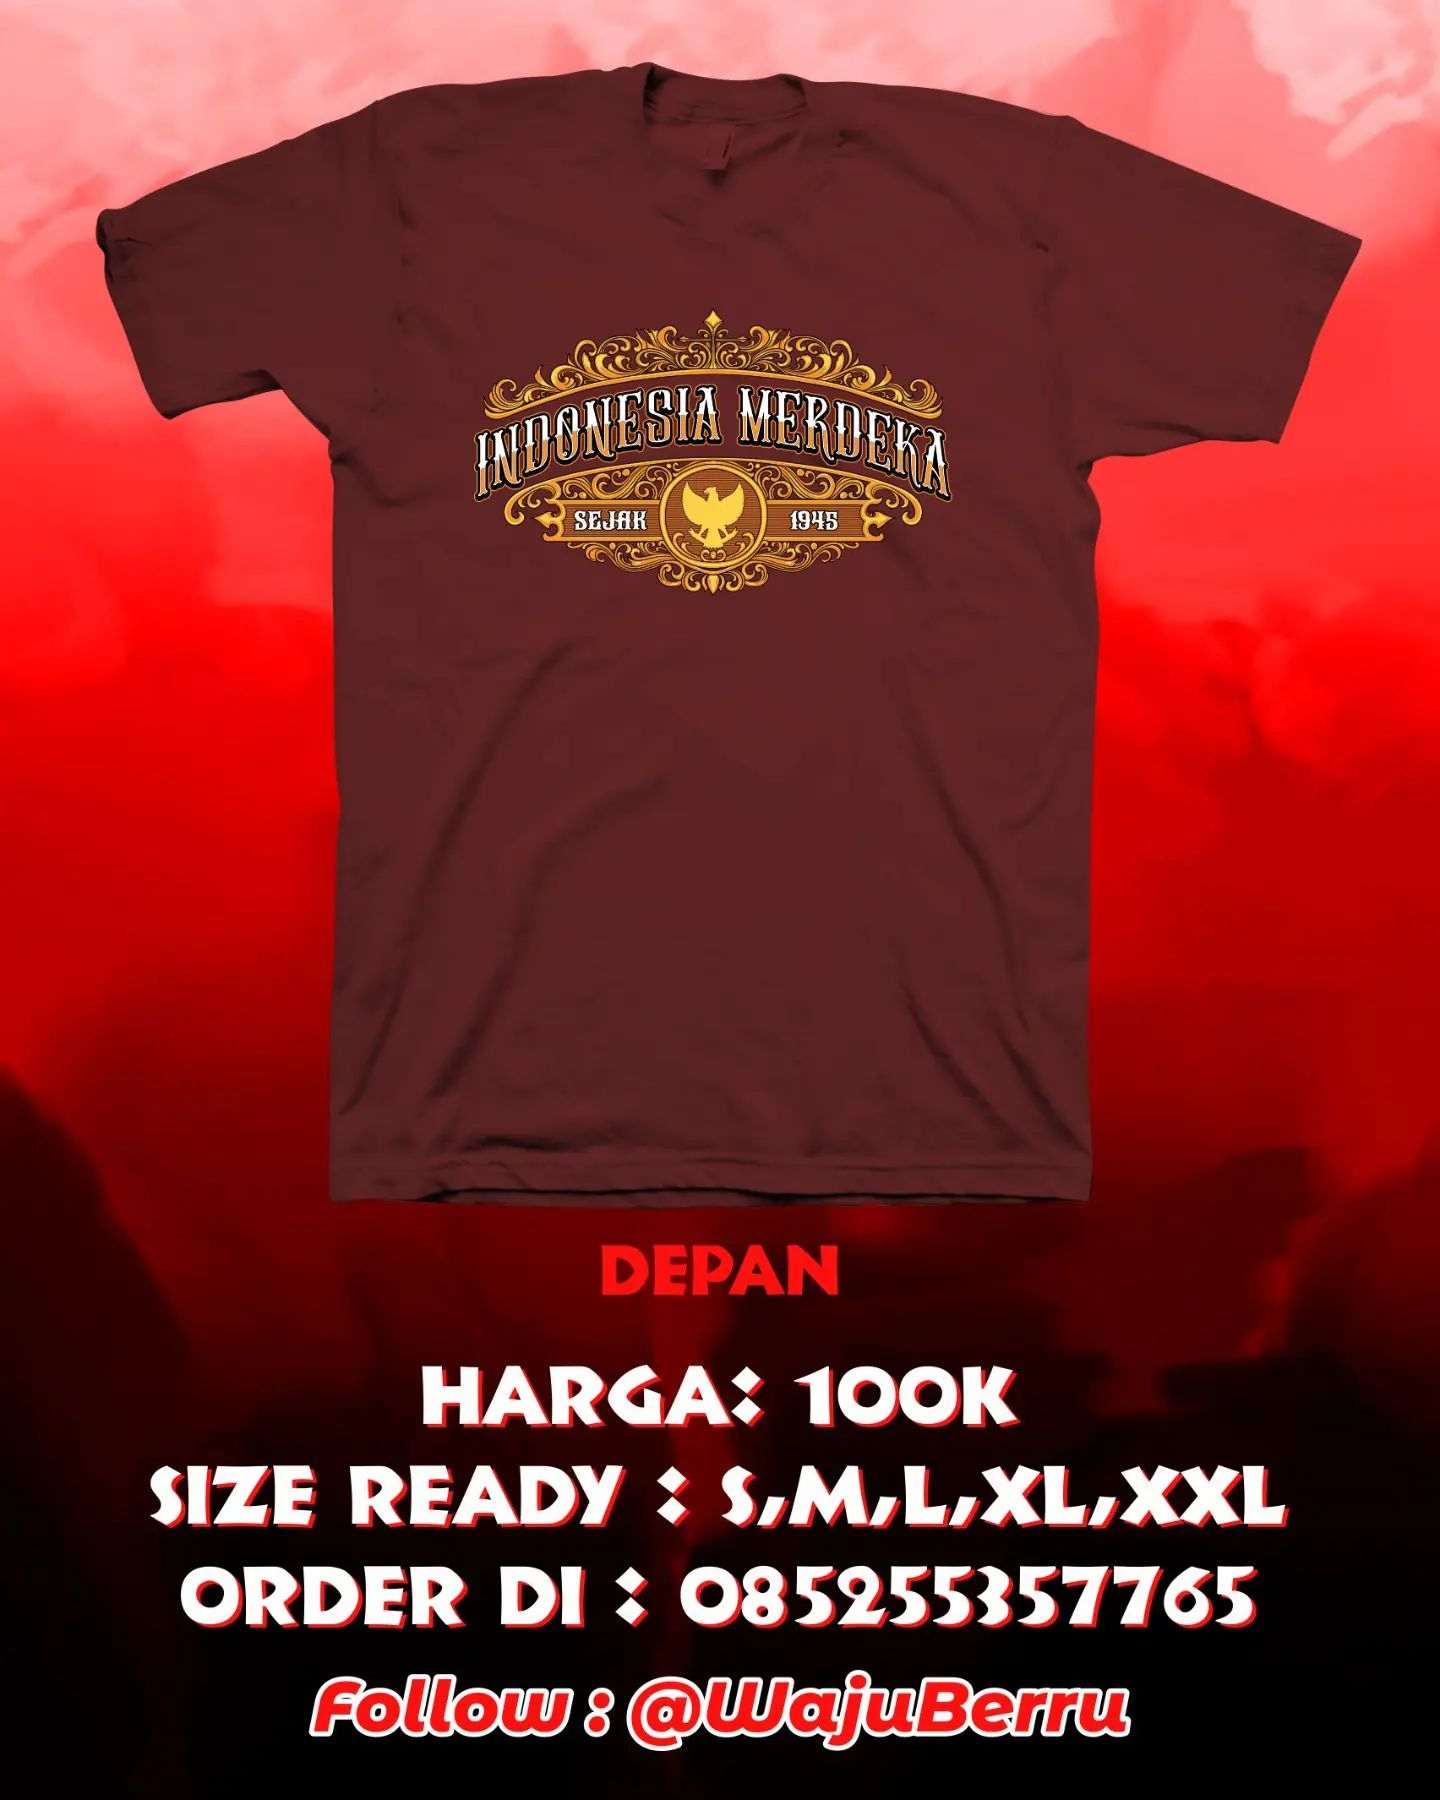 INDONESIA MERDEKA
SEJAK 1945
DEPAN
HARGA: 100K
SIZE READY : S,M,L,XL,XXL
ORDER DI : 085255357765
Follow : @WajuBerru